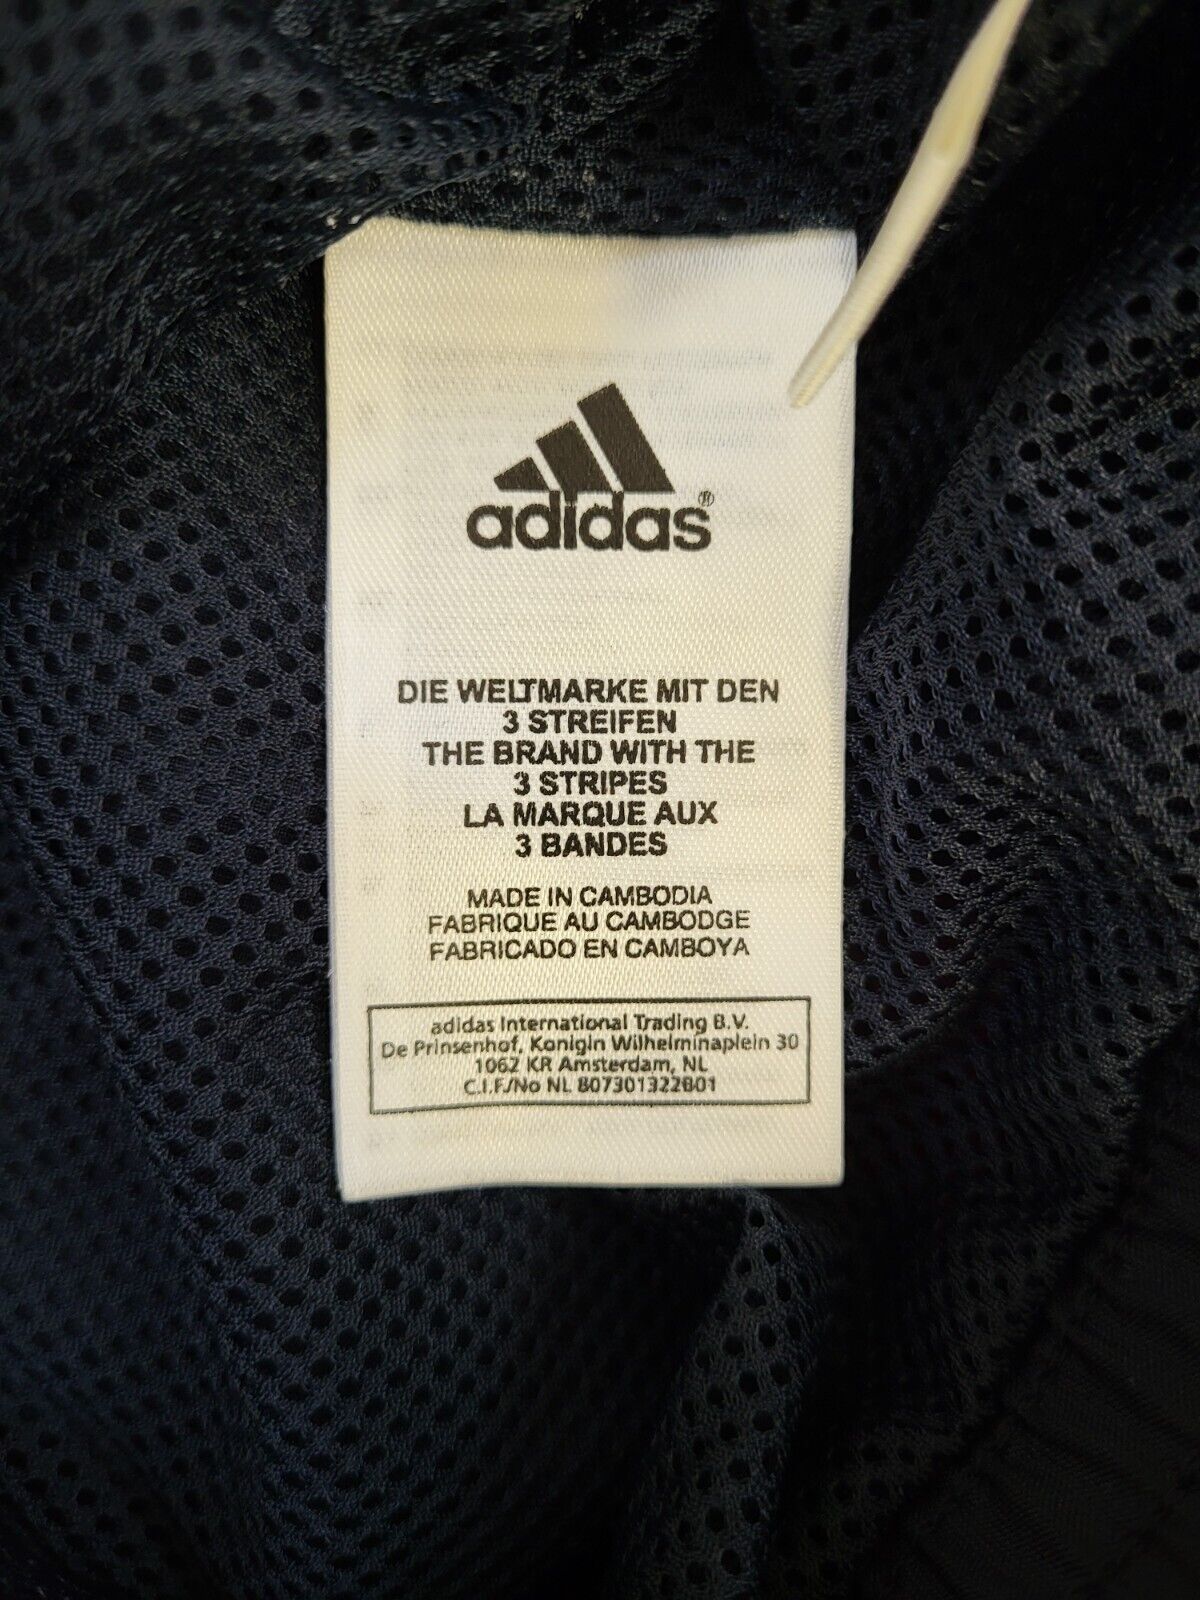 adidas®
DIE WELTMARKE MIT DEN
3 STREIFEN
THE BRAND WITH THE
3 STRIPES
LA MARQUE AUX
3 BANDES
MADE IN CAMBODIA
FABRIQUE AU CAMBODGE
FABRICADO EN CAMBOYA
adidas International Trading B.V.
De Prinsenhof, Konigin Wilhelminaplein 30
1062 KR Amsterdam, NL
C.I.F./No NL 807301322B01